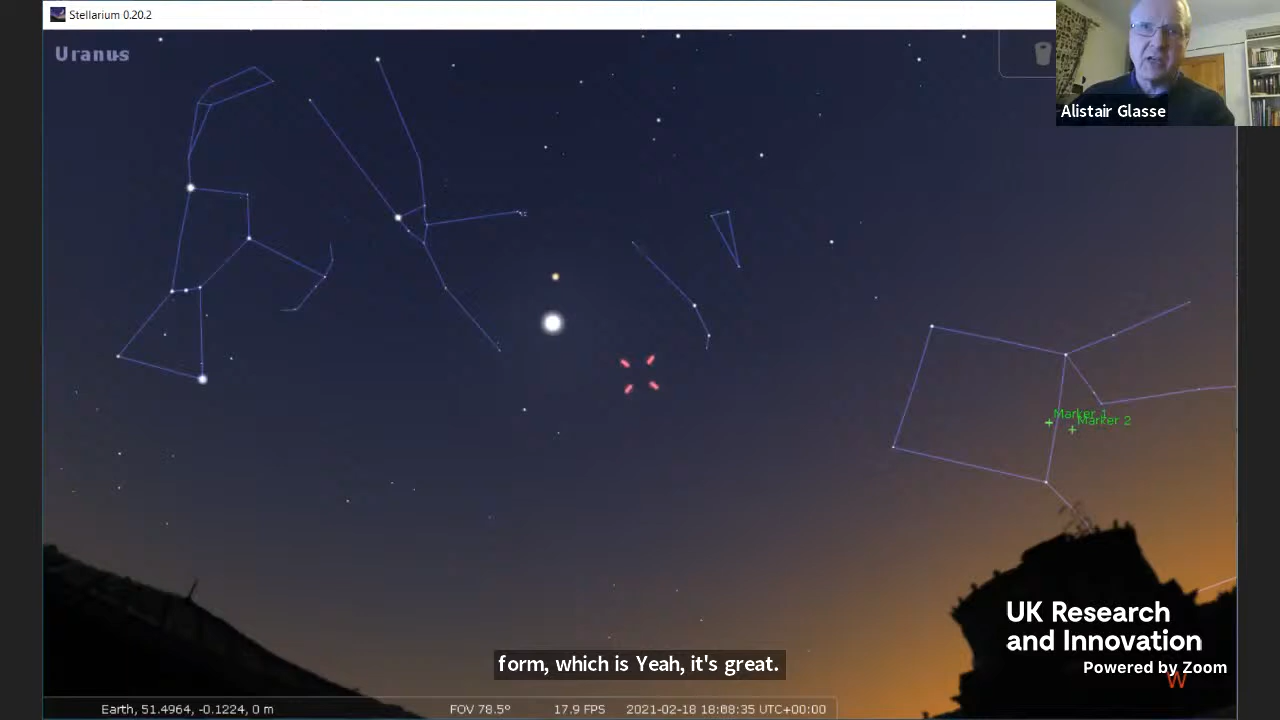 Stellarium 0.20.2
Uranus
Alistair Glasse
Marker 1
Marker 2
UK Research
and Innovation
form, which is Yeah, it's great.
Powered by Zoom
W
Earth, 51.4964, -0.1224, 0 m
FOV 78.5°
17.9 FPS
2021-02-18 18:08:35 UTC+00:00